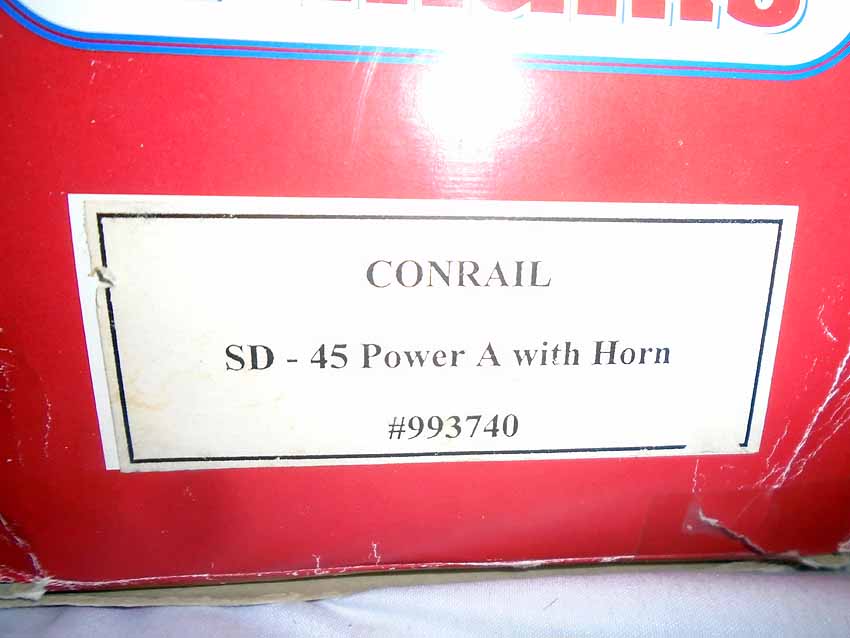 CONRAIL
SD - 45 Power A with Horn
#993740